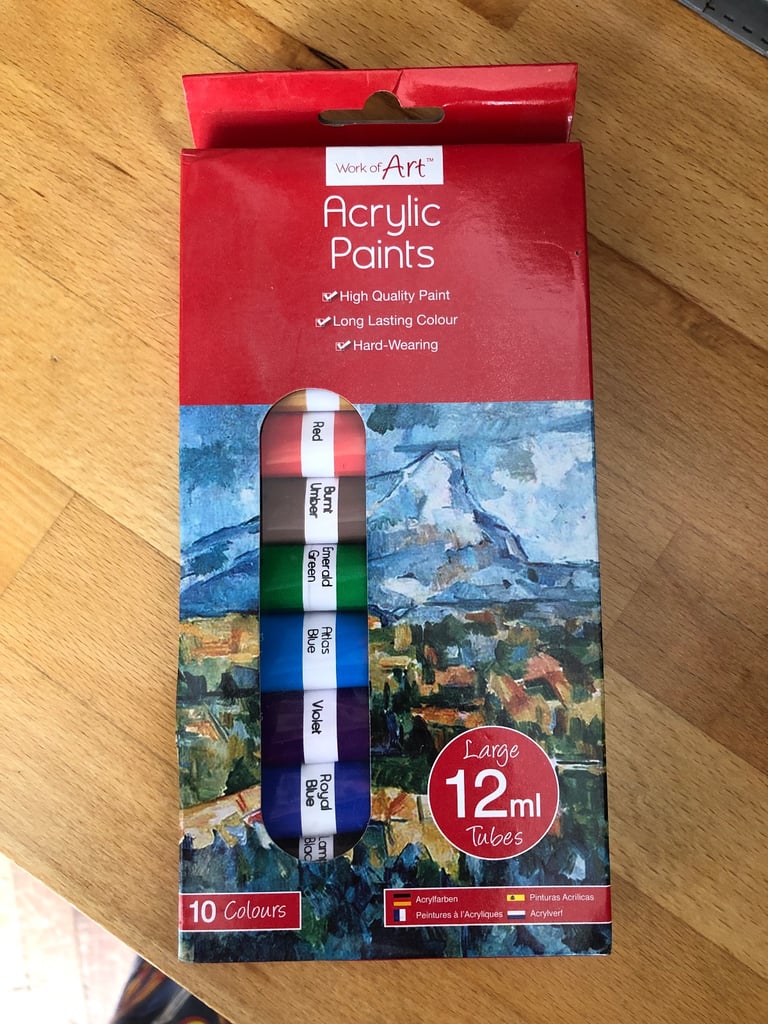 Work of Art™
Acrylic
Paints
High Quality Paint
Long Lasting Colour
Hard-Wearing
Red
Burnt
Umber
Emerald
Green
Atlas
Blue
Violet
Royal
Blue
Large
12ml
Tubes
10 Colours
Acrylfarben
Pinturas Acrílicas
Peintures à l'Acryliques
Acrylverf